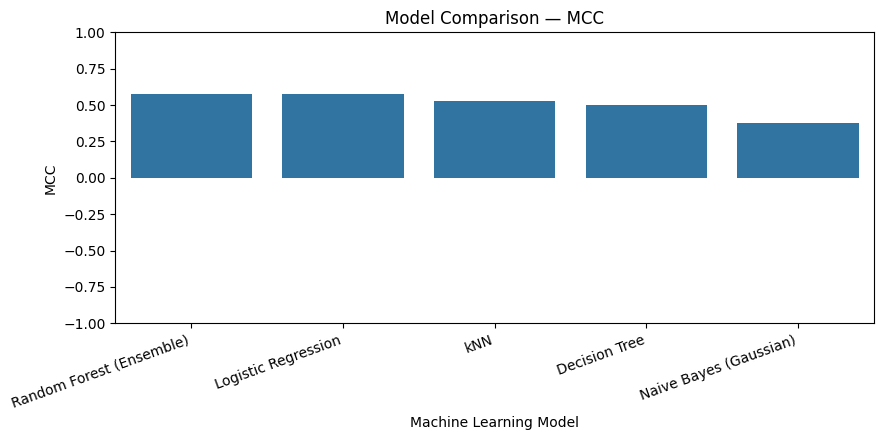 Model Comparison — MCC
1.00
0.75
0.50
0.25
0.00
−0.25
−0.50
−0.75
−1.00
MCC
Random Forest (Ensemble)
Logistic Regression
kNN
Decision Tree
Naive Bayes (Gaussian)
Machine Learning Model